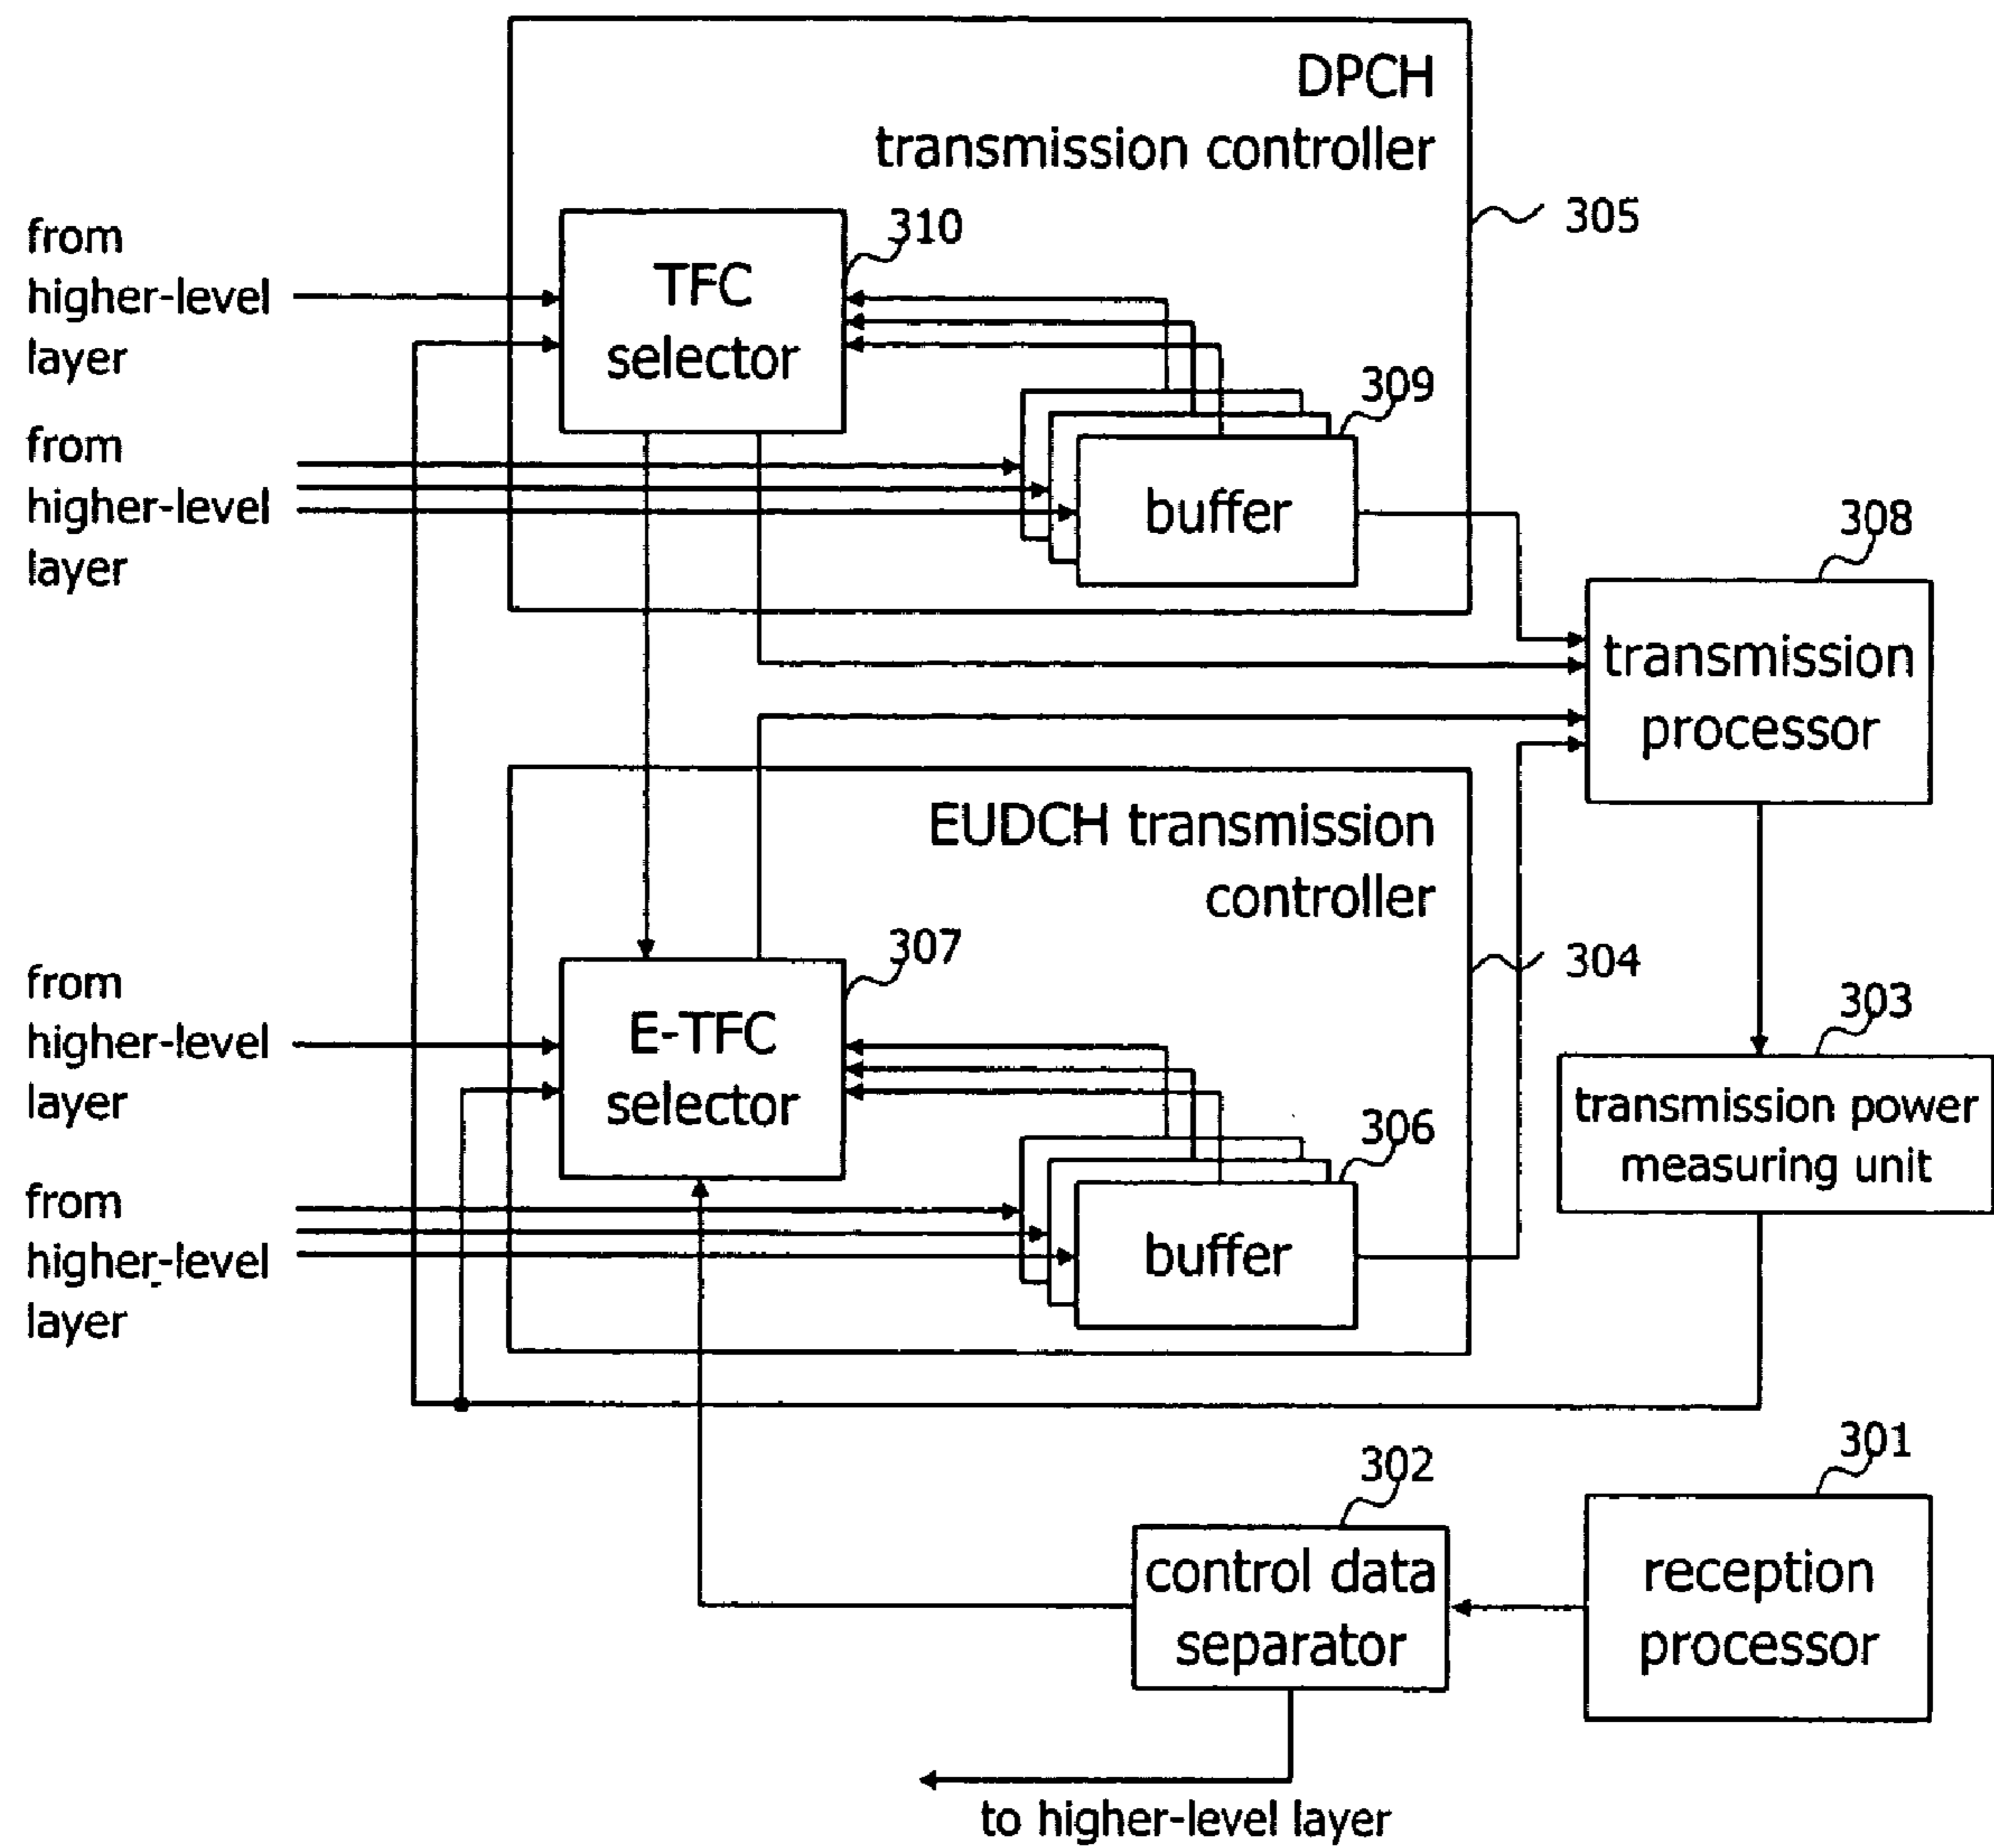 DPCH
transmission controller
305
from
higher-level
layer
310
TFC
selector
309
from
higher-level
layer
buffer
308
transmission
processor
EUDCH transmission
controller
304
307
303
from
higher-level
layer
E-TFC
selector
transmission power
measuring unit
306
from
higher-level
layer
buffer
302
301
control data
separator
reception
processor
to higher-level layer